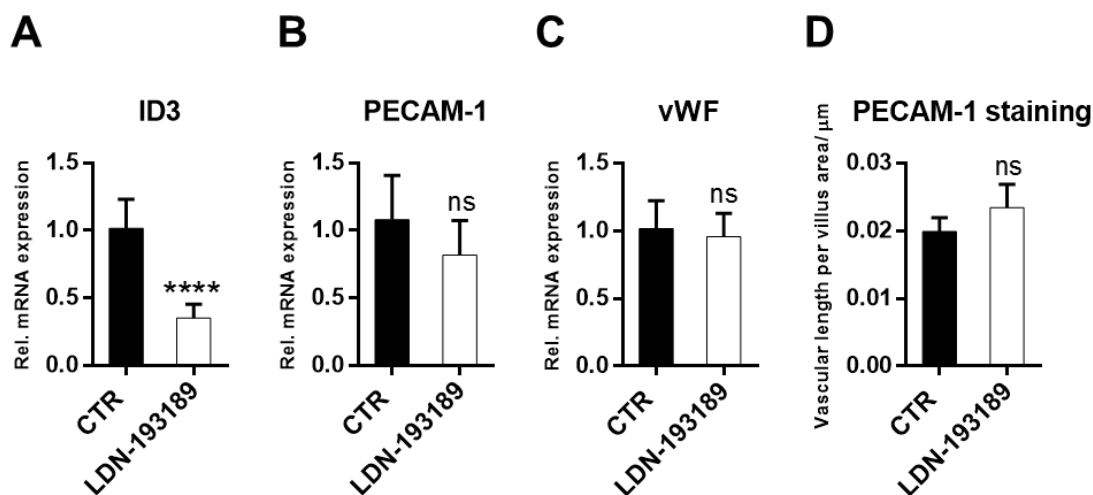 A
B
C
D
ID3
PECAM-1
vWF
PECAM-1 staining
Rel. mRNA expression
1.5
1.0
0.5
0.0
****
CTR
LDN-193189
Rel. mRNA expression
1.5
1.0
0.5
0.0
ns
CTR
LDN-193189
Rel. mRNA expression
1.5
1.0
0.5
0.0
ns
CTR
LDN-193189
Vascular length per villus area/μm
0.03
0.02
0.01
0.00
ns
CTR
LDN-193189